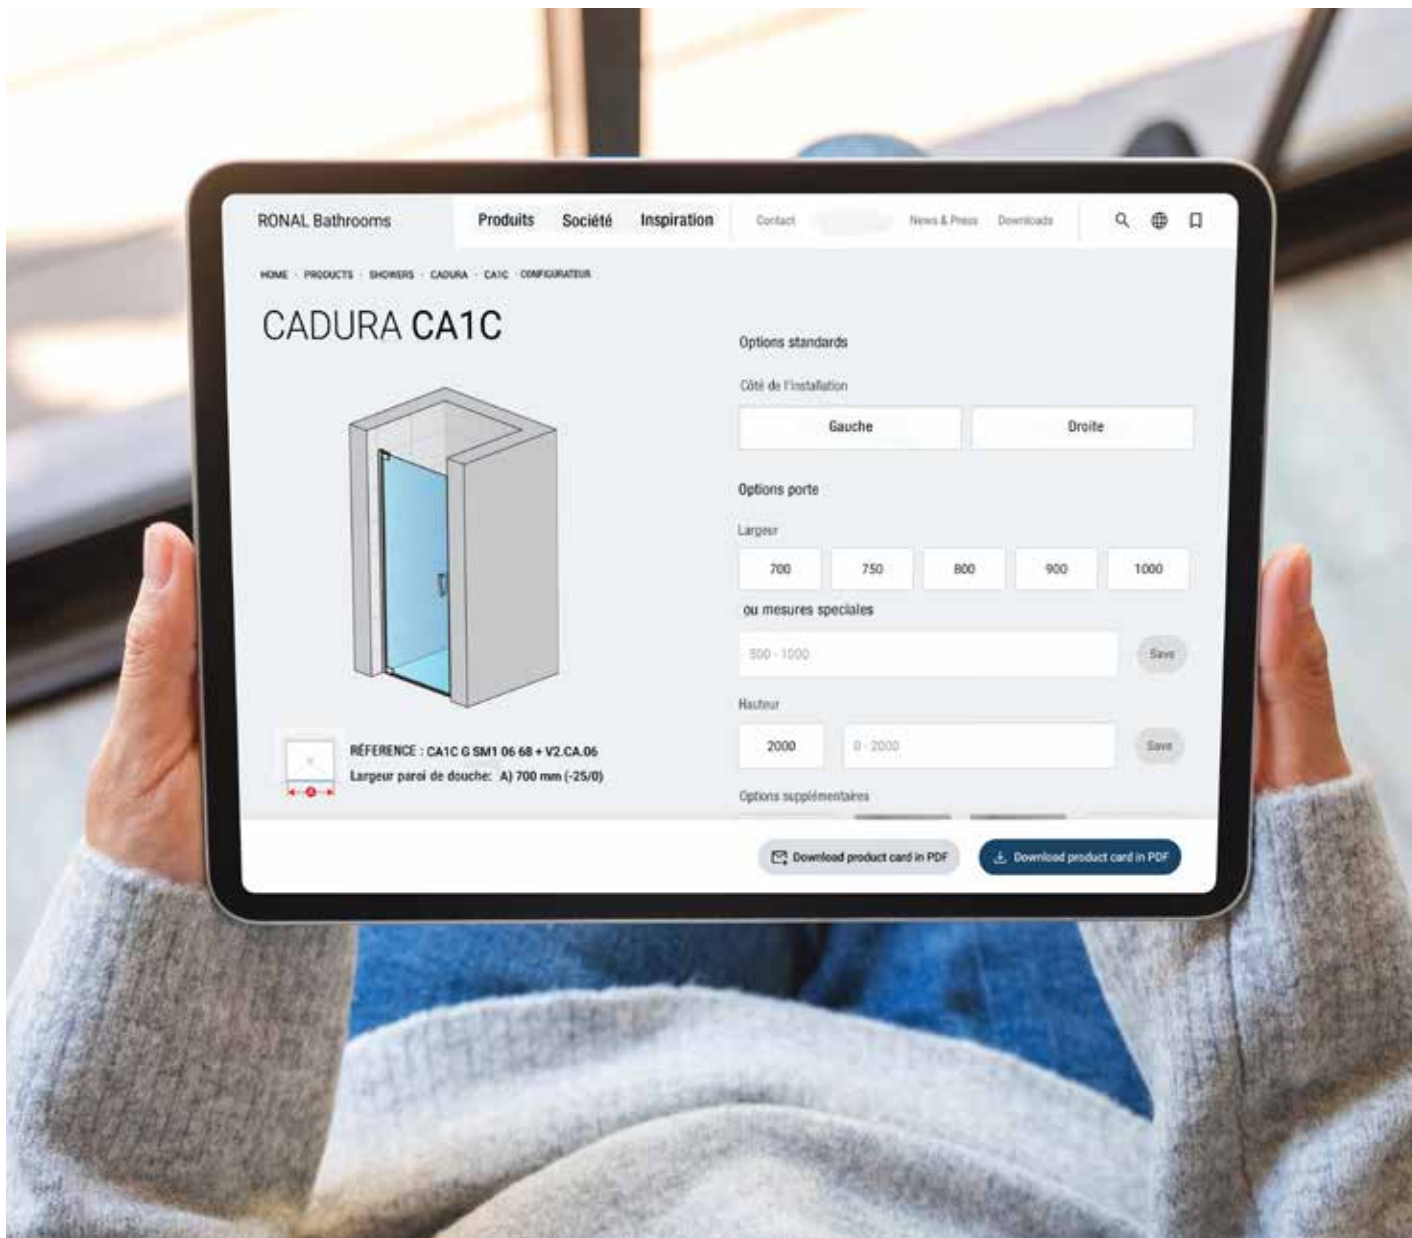 RONAL Bathrooms
Produits Société Inspiration Contact News & Press Downloads
HOME · PRODUCTS · SHOWERS · CADURA · CA1C · CONFIGURATEUR
CADURA CA1C
Options standards
Côté de l'installation
Gauche Droite
Options porte
Largeur
700 750 800 900 1000
ou mesures speciales
500 - 1000 Save
Hauteur
2000 0 - 2000 Save
RÉFERENCE : CA1C G SM1 06 68 + V2.CA.06
Largeur paroi de douche: A) 700 mm (-25/0)
A
Options supplémentaires
Download product card in PDF Download product card in PDF